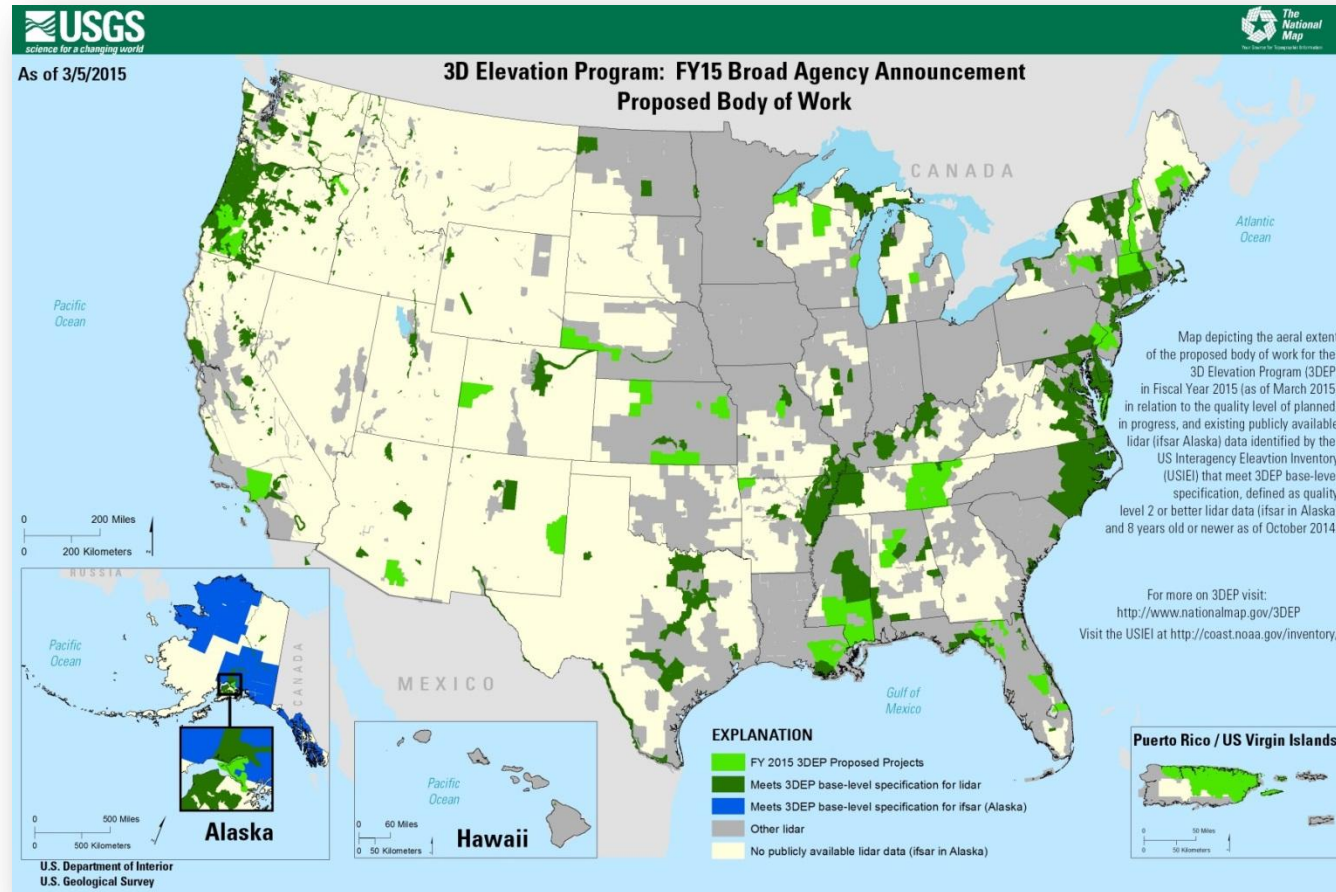 USGS
science for a changing world
The
National
Map
Your Source for Topographic Information
As of 3/5/2015
3D Elevation Program: FY15 Broad Agency Announcement
Proposed Body of Work
CANADA
Atlantic
Ocean
Pacific
Ocean
Map depicting the aeral extent
of the proposed body of work for the
3D Elevation Program (3DEP
in Fiscal Year 2015 (as of March 2015
in relation to the quality level of planned
in progress, and existing publicly available
lidar (ifsar Alaska) data identified by the
US Interagency Eleavtion Inventory
(USIEI) that meet 3DEP base-leve
specification, defined as quality
level 2 or better lidar data (ifsar in Alaska
and 8 years old or newer as of October 2014
0 200 Miles
0 200 Kilometers
For more on 3DEP visit:
http://www.nationalmap.gov/3DEP
Visit the USIEI at http://coast.noaa.gov/inventory.
RUSSIA
Pacific
Ocean
CANADA
Pacific
Ocean
0 500 Miles
0 500 Kilometers
Alaska
MEXICO
Gulf of
Mexico
Pacific
Ocean
0 60 Miles
0 50 Kilometers
Hawaii
EXPLANATION
FY 2015 3DEP Proposed Projects
Meets 3DEP base-level specification for lidar
Meets 3DEP base-level specification for ifsar (Alaska)
Other lidar
No publicly available lidar data (ifsar in Alaska)
Puerto Rico / US Virgin Islands
0 50 Miles
0 50 Kilometers
U.S. Department of Interior
U.S. Geological Survey